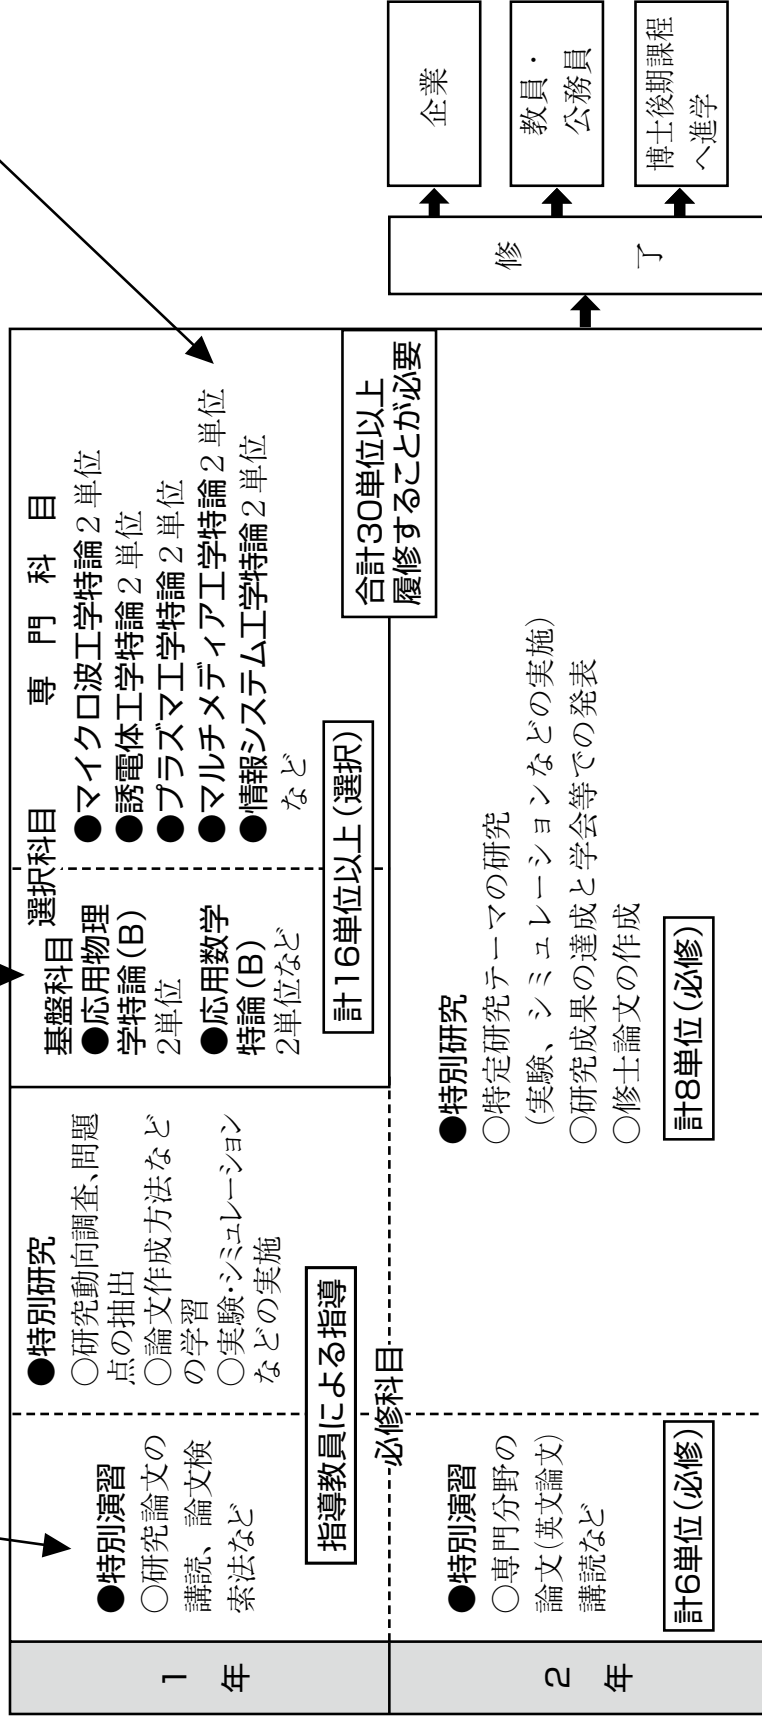 1年
●特別演習
○研究論文の
講読、論文検
索法など
●特別研究
○研究動向調査、問題
点の抽出
○論文作成方法など
の学習
○実験・シミュレーション
などの実施
指導教員による指導
必修科目
選択科目
基盤科目
●応用物理
学特論(B)
2単位
●応用数学
特論(B)
2単位など
専門科目
●マイクロ波工学特論2単位
●誘電体工学特論2単位
●プラズマ工学特論2単位
●マルチメディア工学特論2単位
●情報システム工学特論2単位
など
計16単位以上(選択)
合計30単位以上
履修することが必要
2年
●特別演習
○専門分野の
論文(英文論文)
講読など
計6単位(必修)
●特別研究
○特定研究テーマの研究
(実験、シミュレーションなどの実施)
○研究成果の達成と学会等での発表
○修士論文の作成
計8単位(必修)
修了
企業
教員・
公務員
博士後期課程
へ進学